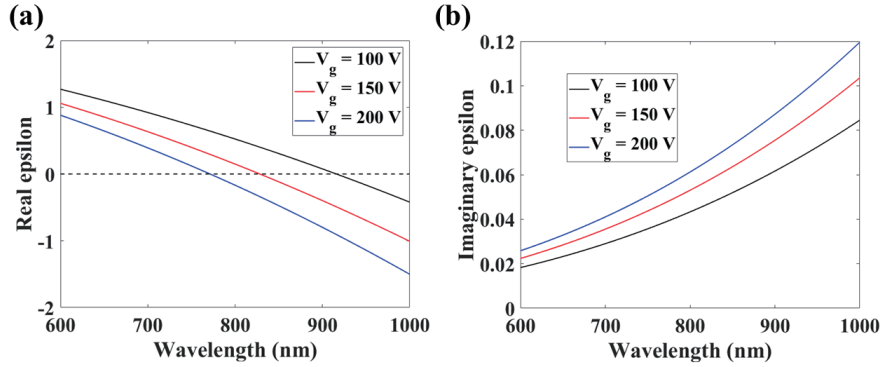 (a)
2
1
0
-1
-2
Real epsilon
600 700 800 900 1000
Wavelength (nm)
Vg = 100 V
Vg = 150 V
Vg = 200 V
(b)
0.12
0.1
0.08
0.06
0.04
0.02
0
Imaginary epsilon
600 700 800 900 1000
Wavelength (nm)
Vg = 100 V
Vg = 150 V
Vg = 200 V